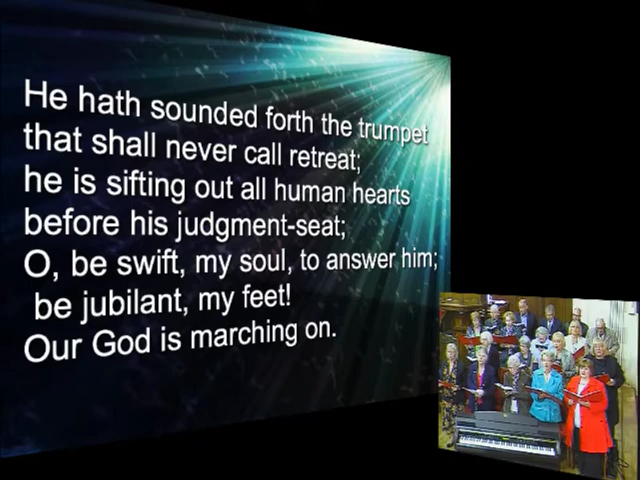 He hath sounded forth the trumpet
that shall never call retreat;
he is sifting out all human hearts
before his judgment-seat;
O, be swift, my soul, to answer him;
be jubilant, my feet!
Our God is marching on.